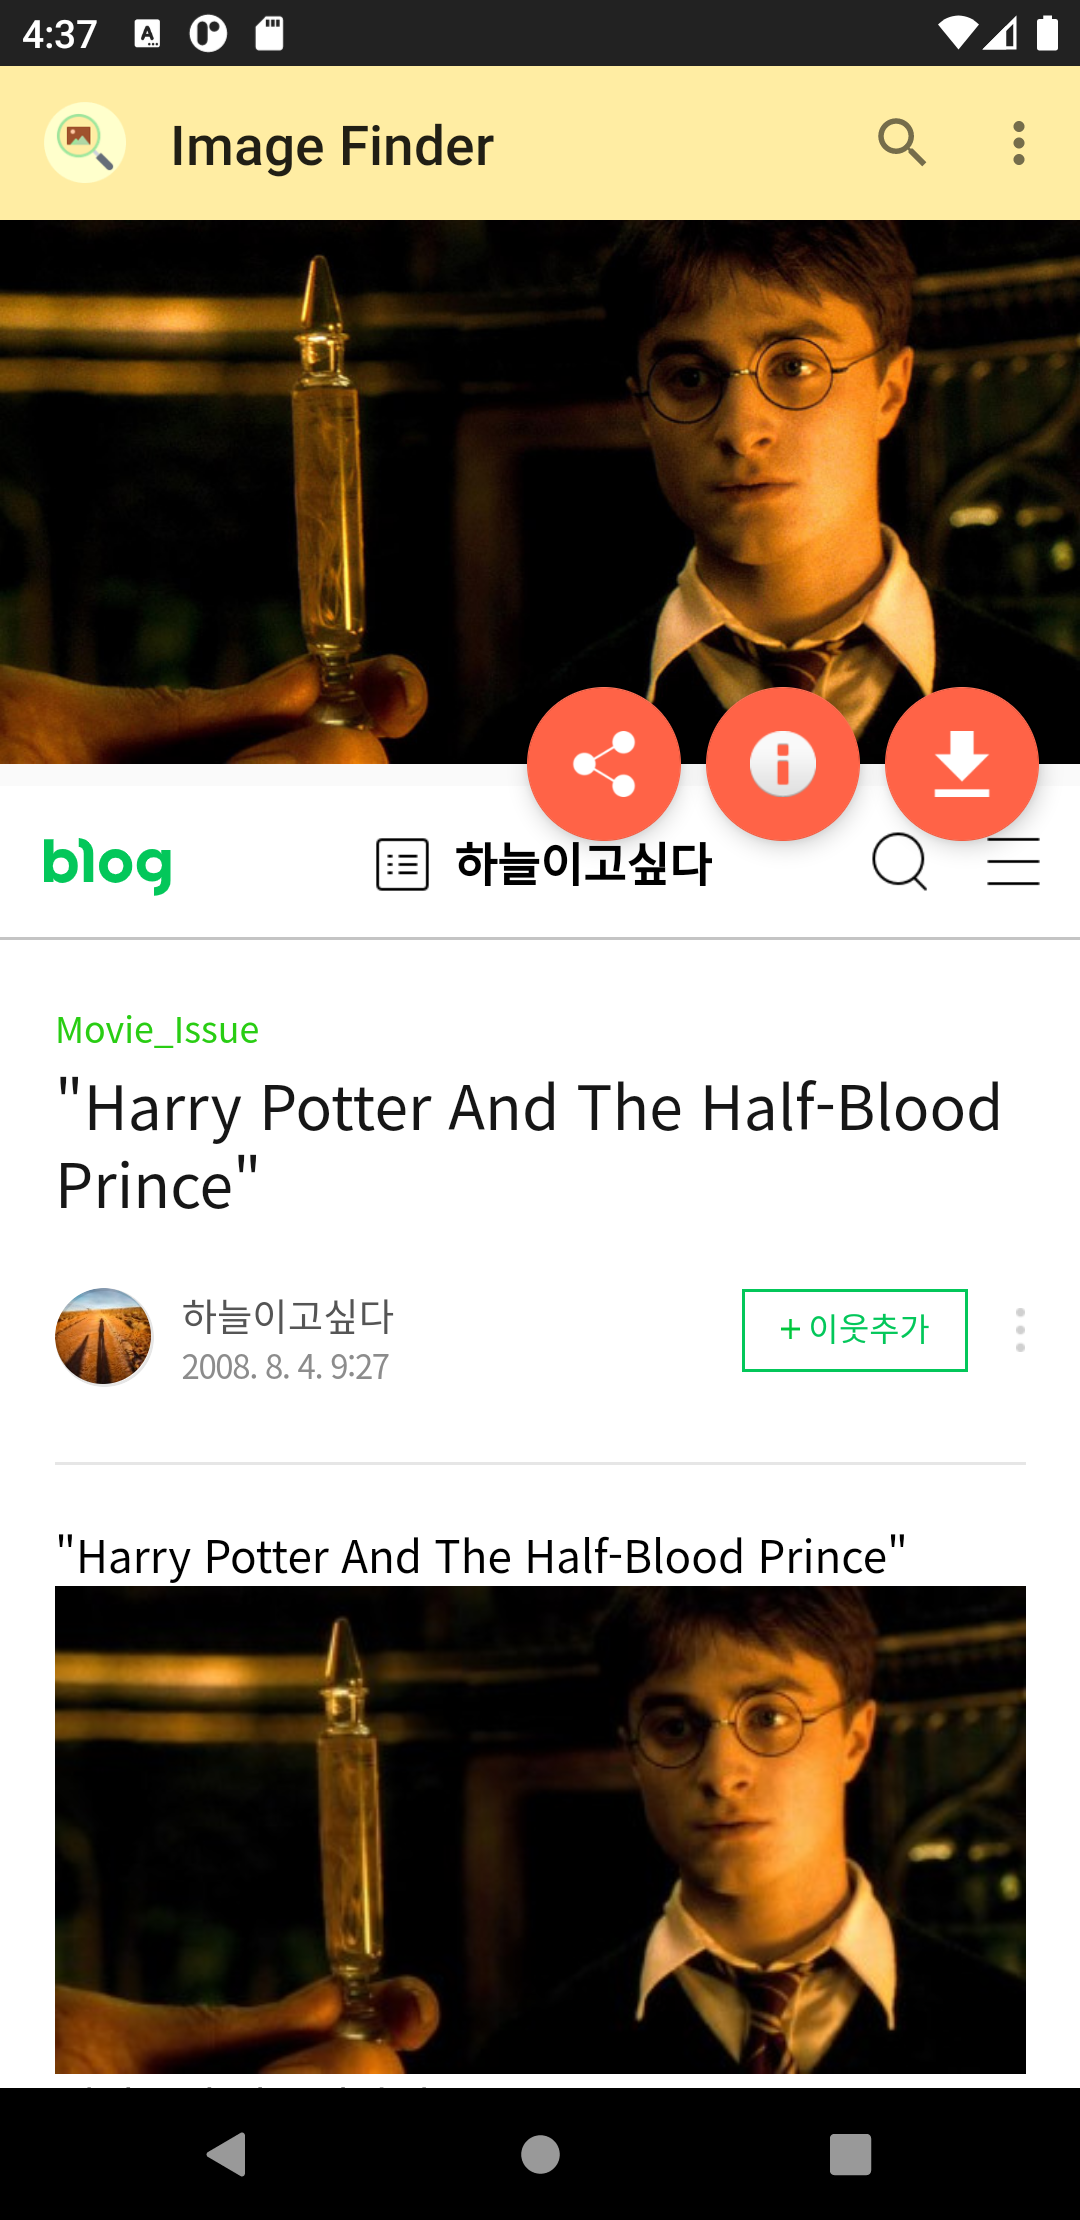 4:37
Image Finder
blog
하늘이고싶다
Movie_Issue
"Harry Potter And The Half-Blood
Prince"
하늘이고싶다
2008. 8. 4. 9:27
+ 이웃추가
"Harry Potter And The Half-Blood Prince"